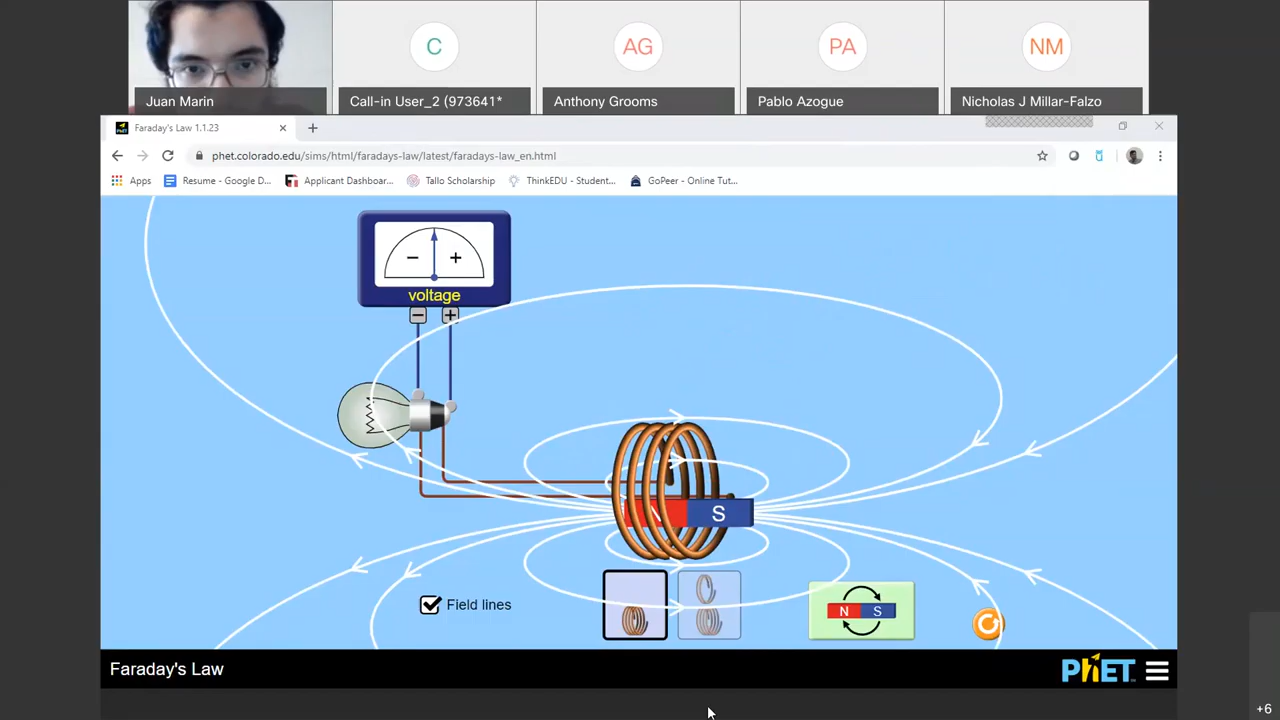 C
AG
PA
NM
Juan Marin
Call-in User_2 (973641*
Anthony Grooms
Pablo Azogue
Nicholas J Millar-Falzo
Faraday's Law 1.1.23
phet.colorado.edu/sims/html/faradays-law/latest/faradays-law_en.html
Apps
Resume - Google D...
Applicant Dashboar...
Tallo Scholarship
ThinkEDU - Student...
GoPeer - Online Tut...
− +
voltage
− +
N S
Field lines
N S
Faraday's Law
PhET
+6